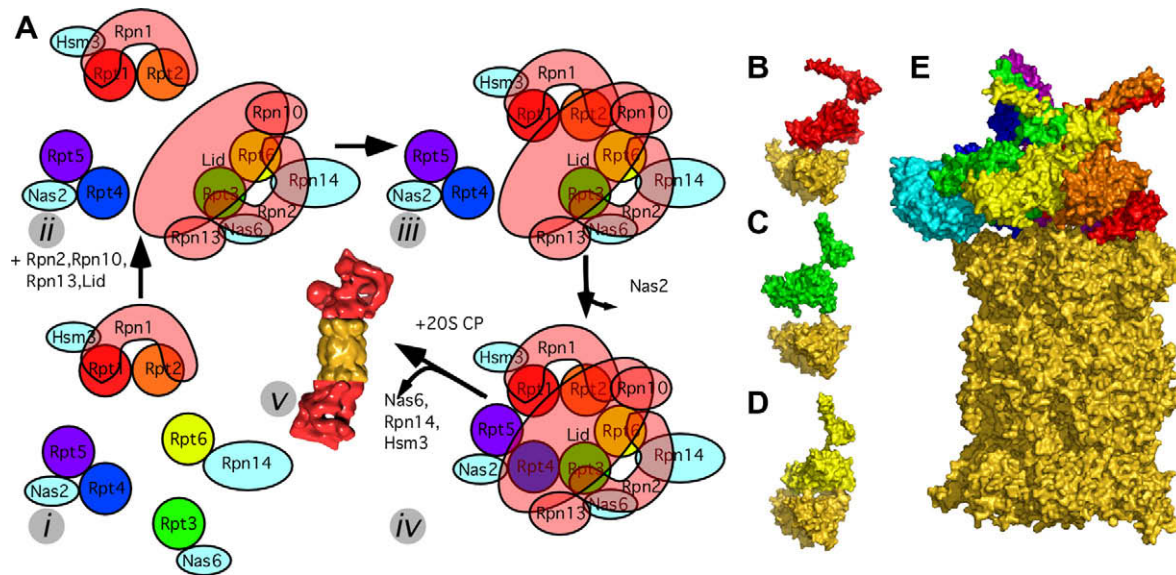 A
Hsm3
Rpn1
Rpt1
Rpt2
Rpn10
Rpt5
Lid
Rpt6
Nas2
Rpt4
Rpt3
Rpn14
Rpn2
ii
Rpn13
Nas6
+ Rpn2,Rpn10,
Rpn13,Lid
Hsm3
Rpn1
Rpt1
Rpt2
Rpt5
Rpt6
Nas2
Rpt4
Rpn14
i
Rpt3
Nas6
Hsm3
Rpn1
Rpt1
Rpt2
Rpn10
Rpt5
Lid
Rpt6
Nas2
Rpt4
Rpt3
Rpn14
Rpn2
iii
Rpn13
Nas6
Nas2
+20S CP
v
Nas6,
Rpn14,
Hsm3
Hsm3
Rpn1
Rpt1
Rpt2
Rpn10
Rpt5
Lid
Rpt6
Nas2
Rpt4
Rpt3
Rpn14
Rpn2
Rpn13
Nas6
iv
B
C
D
E